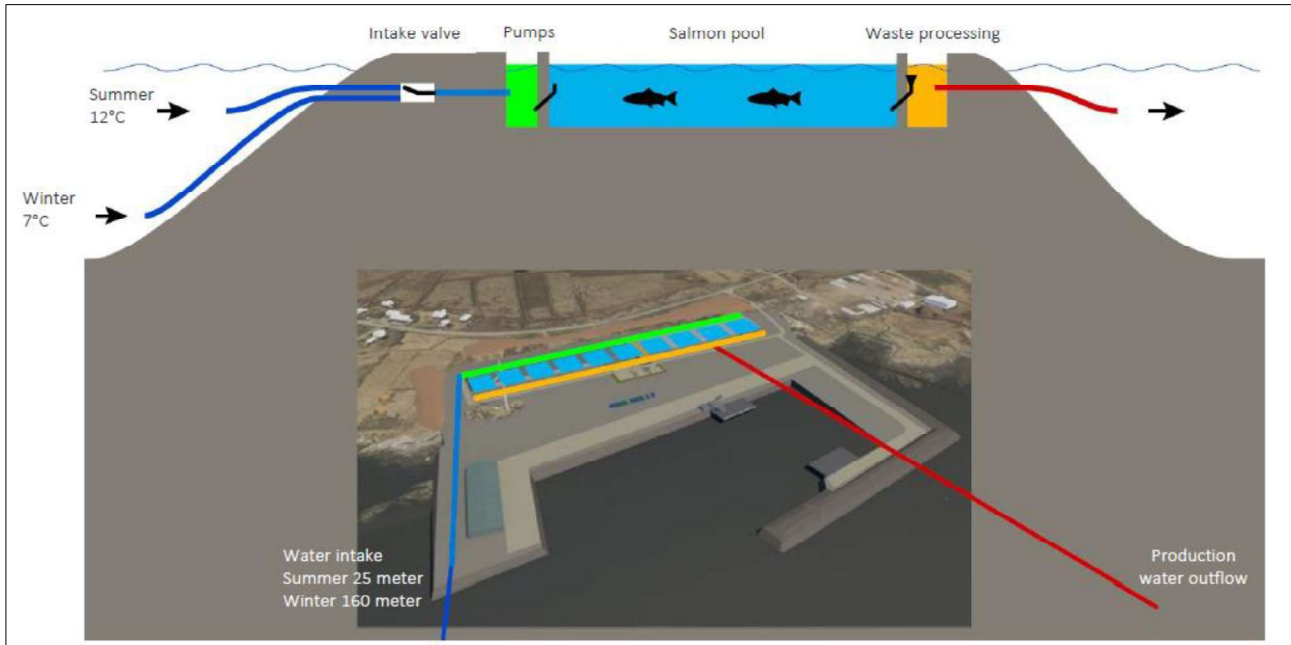 Intake valve
Pumps
Salmon pool
Waste processing
Summer
12°C
Winter
7°C
Water intake
Summer 25 meter
Winter 160 meter
Production
water outflow